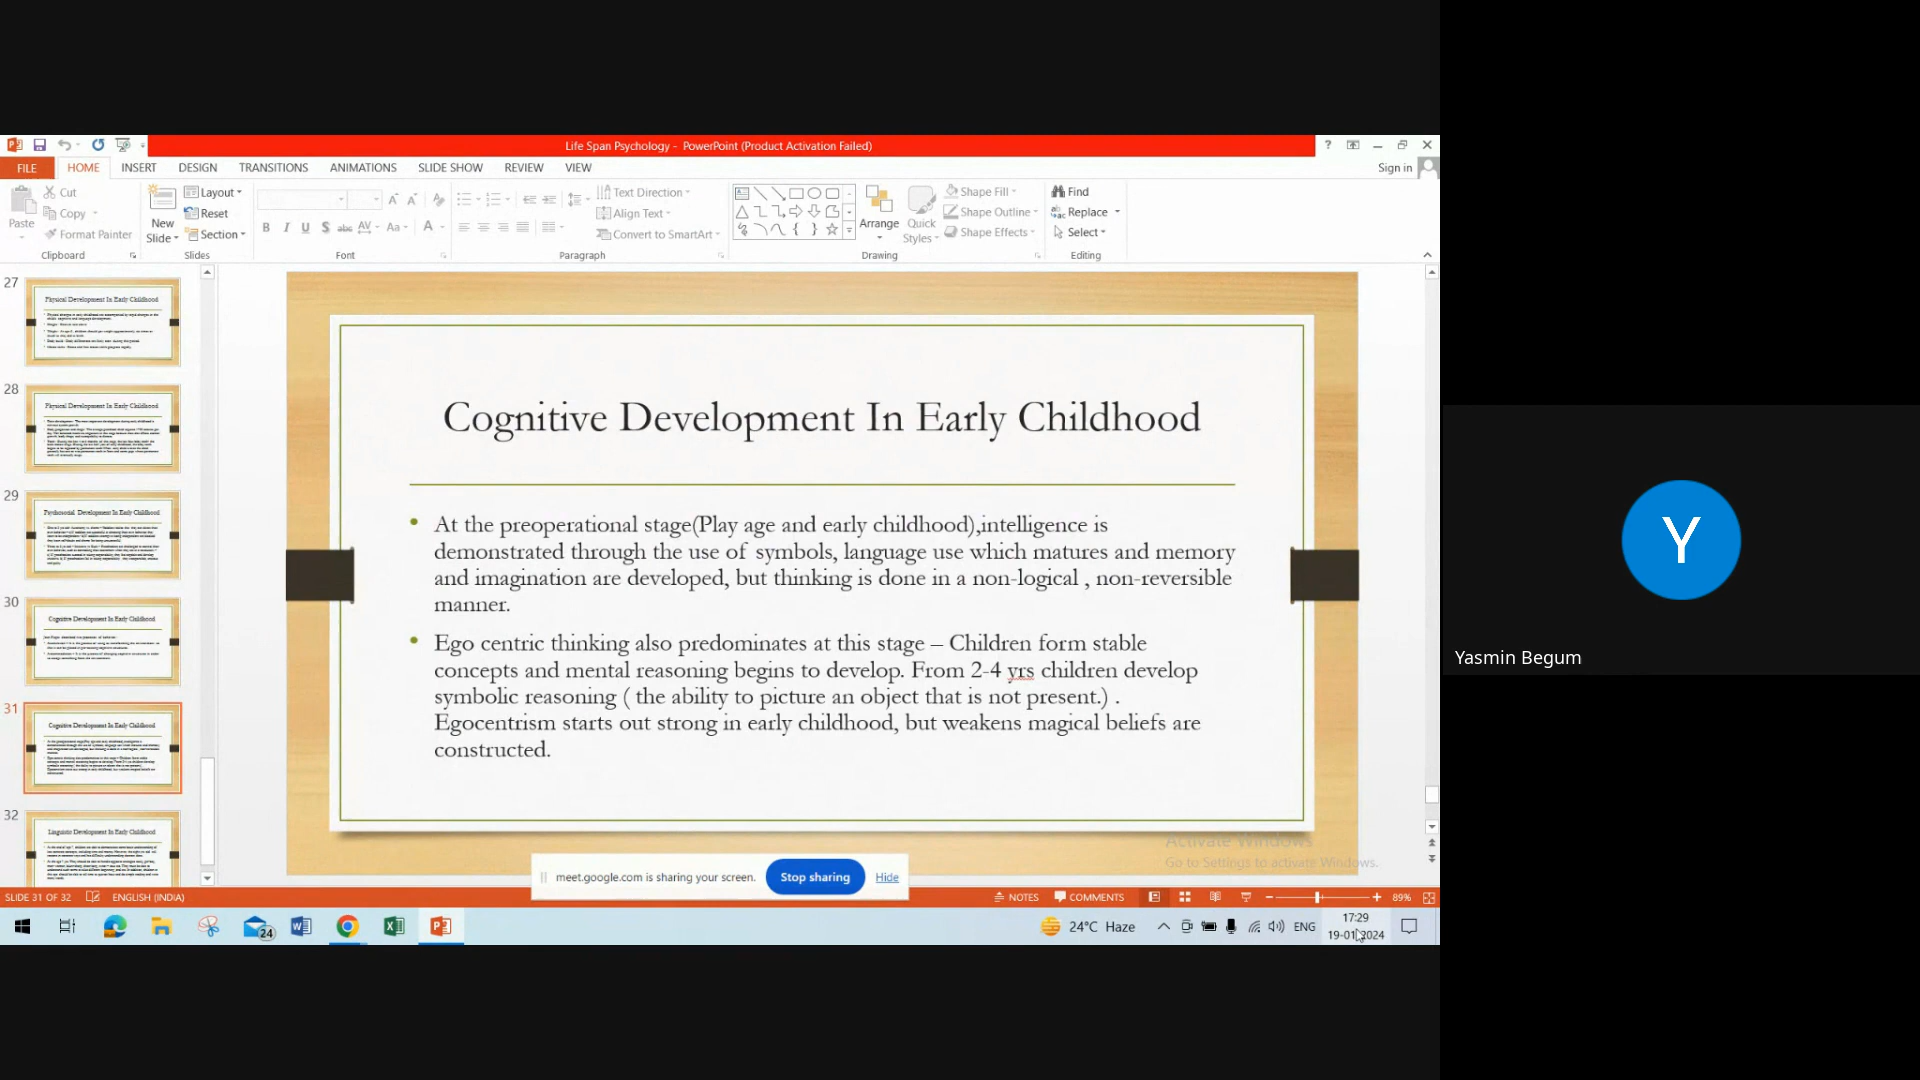 Life Span Psychology - PowerPoint (Product Activation Failed)
FILE HOME INSERT DESIGN TRANSITIONS ANIMATIONS SLIDE SHOW REVIEW VIEW
Sign in
Paste
Cut
Copy
Format Painter
Clipboard
New Slide
Layout
Reset
Section
Slides
Font
Text Direction
Align Text
Convert to SmartArt
Paragraph
Arrange
Quick Styles
Shape Fill
Shape Outline
Shape Effects
Drawing
Find
Replace
Select
Editing
27
Physical Development In Early Childhood
28
Physical Development In Early Childhood
29
Psychosocial Development In Early Childhood
30
Cognitive Development In Early Childhood
31
Cognitive Development In Early Childhood
32
Linguistic Development In Early Childhood
Cognitive Development In Early Childhood
At the preoperational stage(Play age and early childhood),intelligence is
demonstrated through the use of symbols, language use which matures and memory
and imagination are developed, but thinking is done in a non-logical , non-reversible
manner.
Ego centric thinking also predominates at this stage – Children form stable
concepts and mental reasoning begins to develop. From 2-4 yrs children develop
symbolic reasoning ( the ability to picture an object that is not present.) .
Egocentrism starts out strong in early childhood, but weakens magical beliefs are
constructed.
Activate Windows
Go to Settings to activate Windows.
meet.google.com is sharing your screen. Stop sharing Hide
SLIDE 31 OF 32 ENGLISH (INDIA) NOTES COMMENTS 89%
24 24°C Haze ENG
17:29
19-01-2024
Y
Yasmin Begum